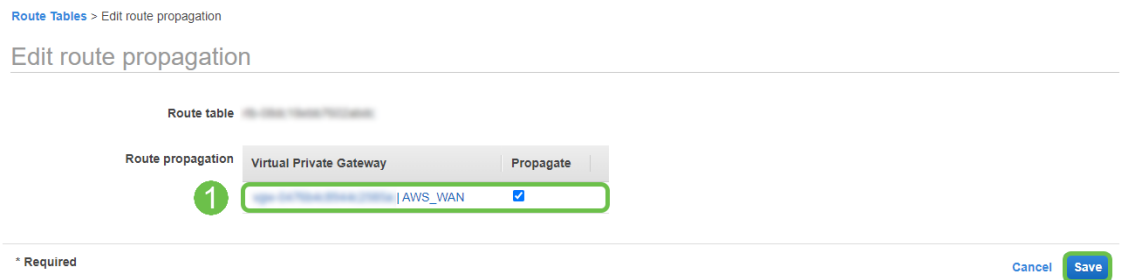 Route Tables > Edit route propagation
Edit route propagation
Route table
Route propagation Virtual Private Gateway Propagate
1 | AWS_WAN
* Required
Cancel Save